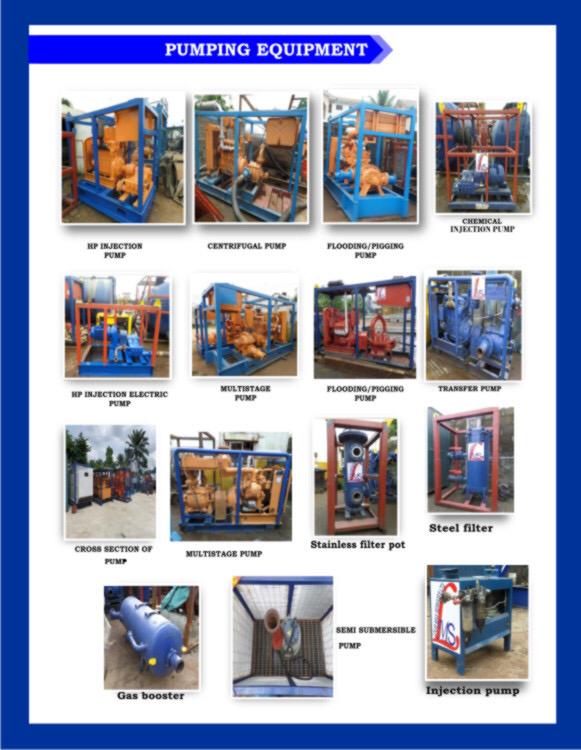 PUMPING EQUIPMENT
HP INJECTION
PUMP
CENTRIFUGAL PUMP
FLOODING/PIGGING
PUMP
CHEMICAL
INJECTION PUMP
HP INJECTION ELECTRIC
PUMP
MULTISTAGE
PUMP
FLOODING/PIGGING
PUMP
TRANSFER PUMP
CROSS SECTION OF
PUMP
MULTISTAGE PUMP
Stainless filter pot
Steel filter
Gas booster
SEMI SUBMERSIBLE
PUMP
Injection pump